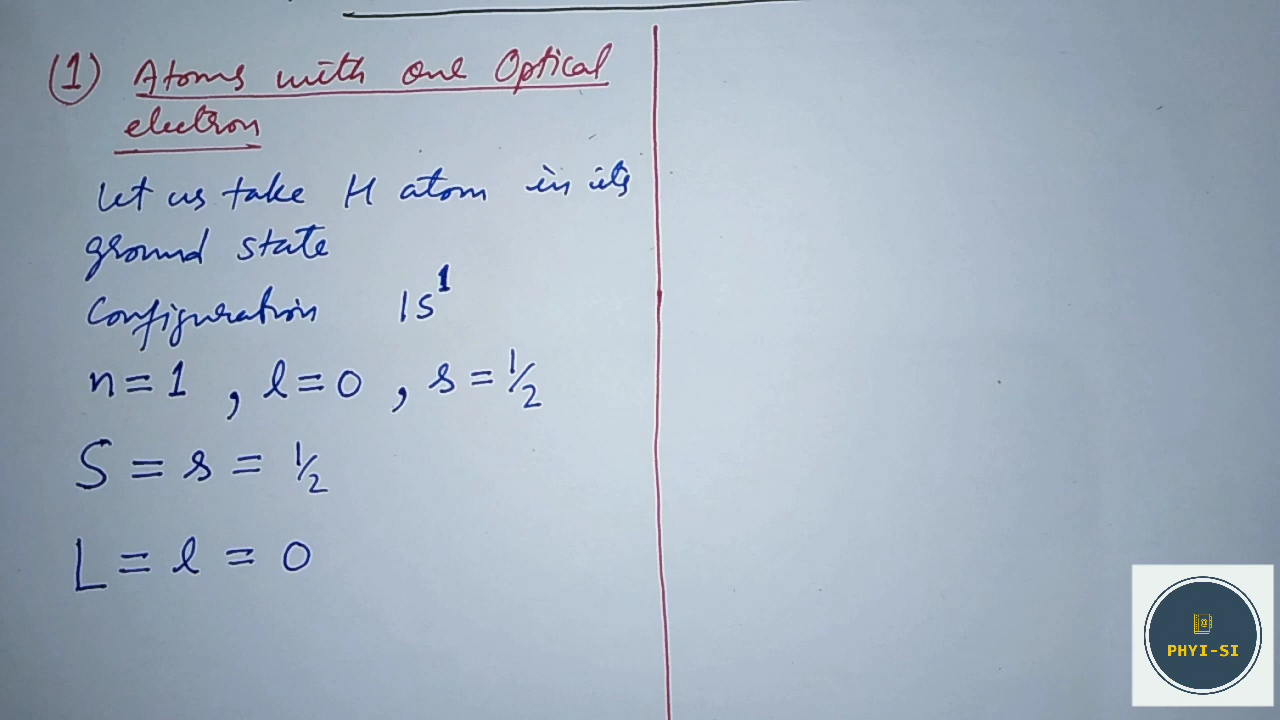 (1) Atoms with one Optical
electron
Let us take H atom in its
ground state
Configuration 1s¹
n = 1 , l = 0 , s = 1/2
S = s = 1/2
L = l = 0
PHYI-SI